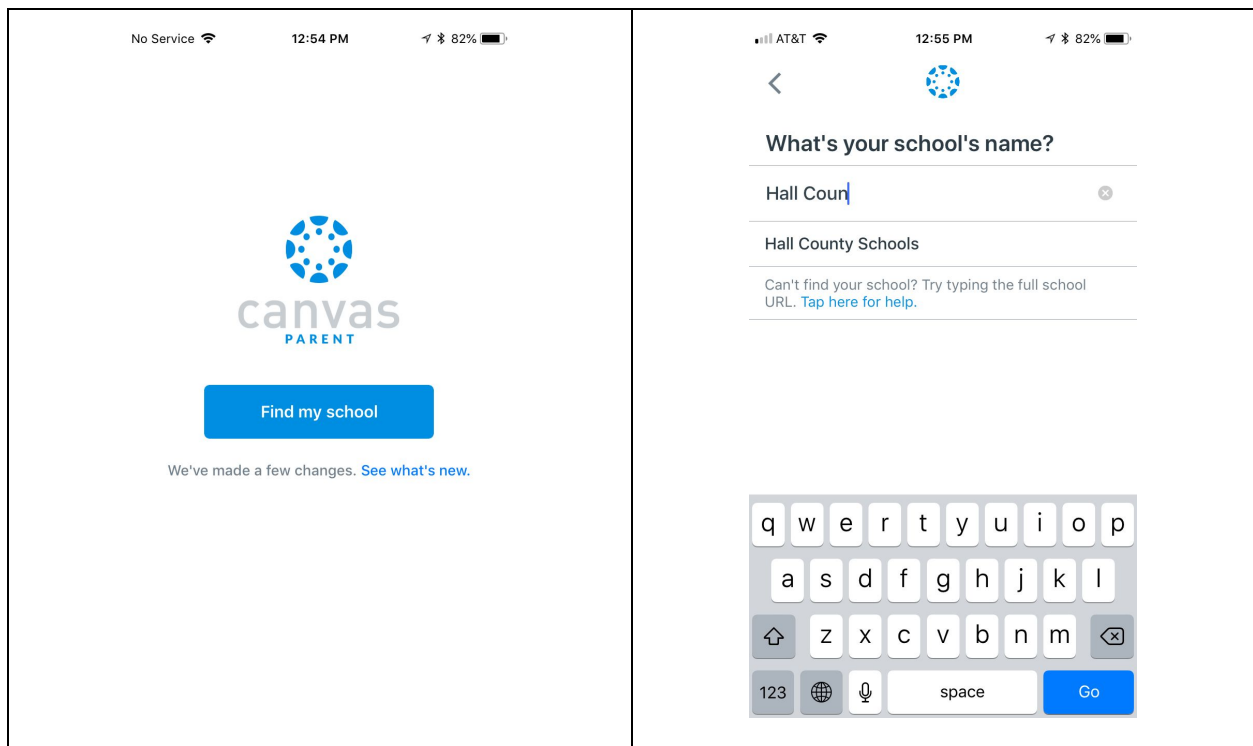 No Service 12:54 PM 82%
canvas
PARENT
Find my school
We've made a few changes. See what's new.
AT&T 12:55 PM 82%
What's your school's name?
Hall Coun
Hall County Schools
Can't find your school? Try typing the full school
URL. Tap here for help.
q w e r t y u i o p
a s d f g h j k l
z x c v b n m
123 space Go